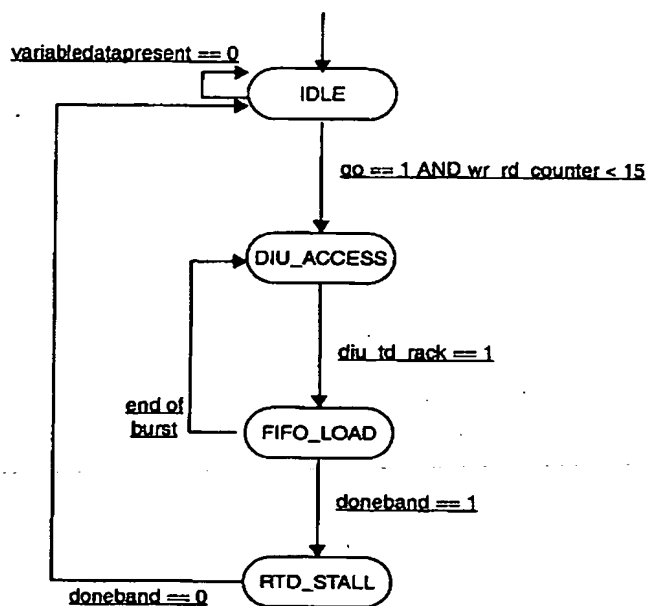 variabledatapresent == 0
IDLE
go == 1 AND wr_rd_counter < 15
DIU_ACCESS
diu_td_rack == 1
end of
burst
FIFO_LOAD
doneband == 1
RTD_STALL
doneband == 0